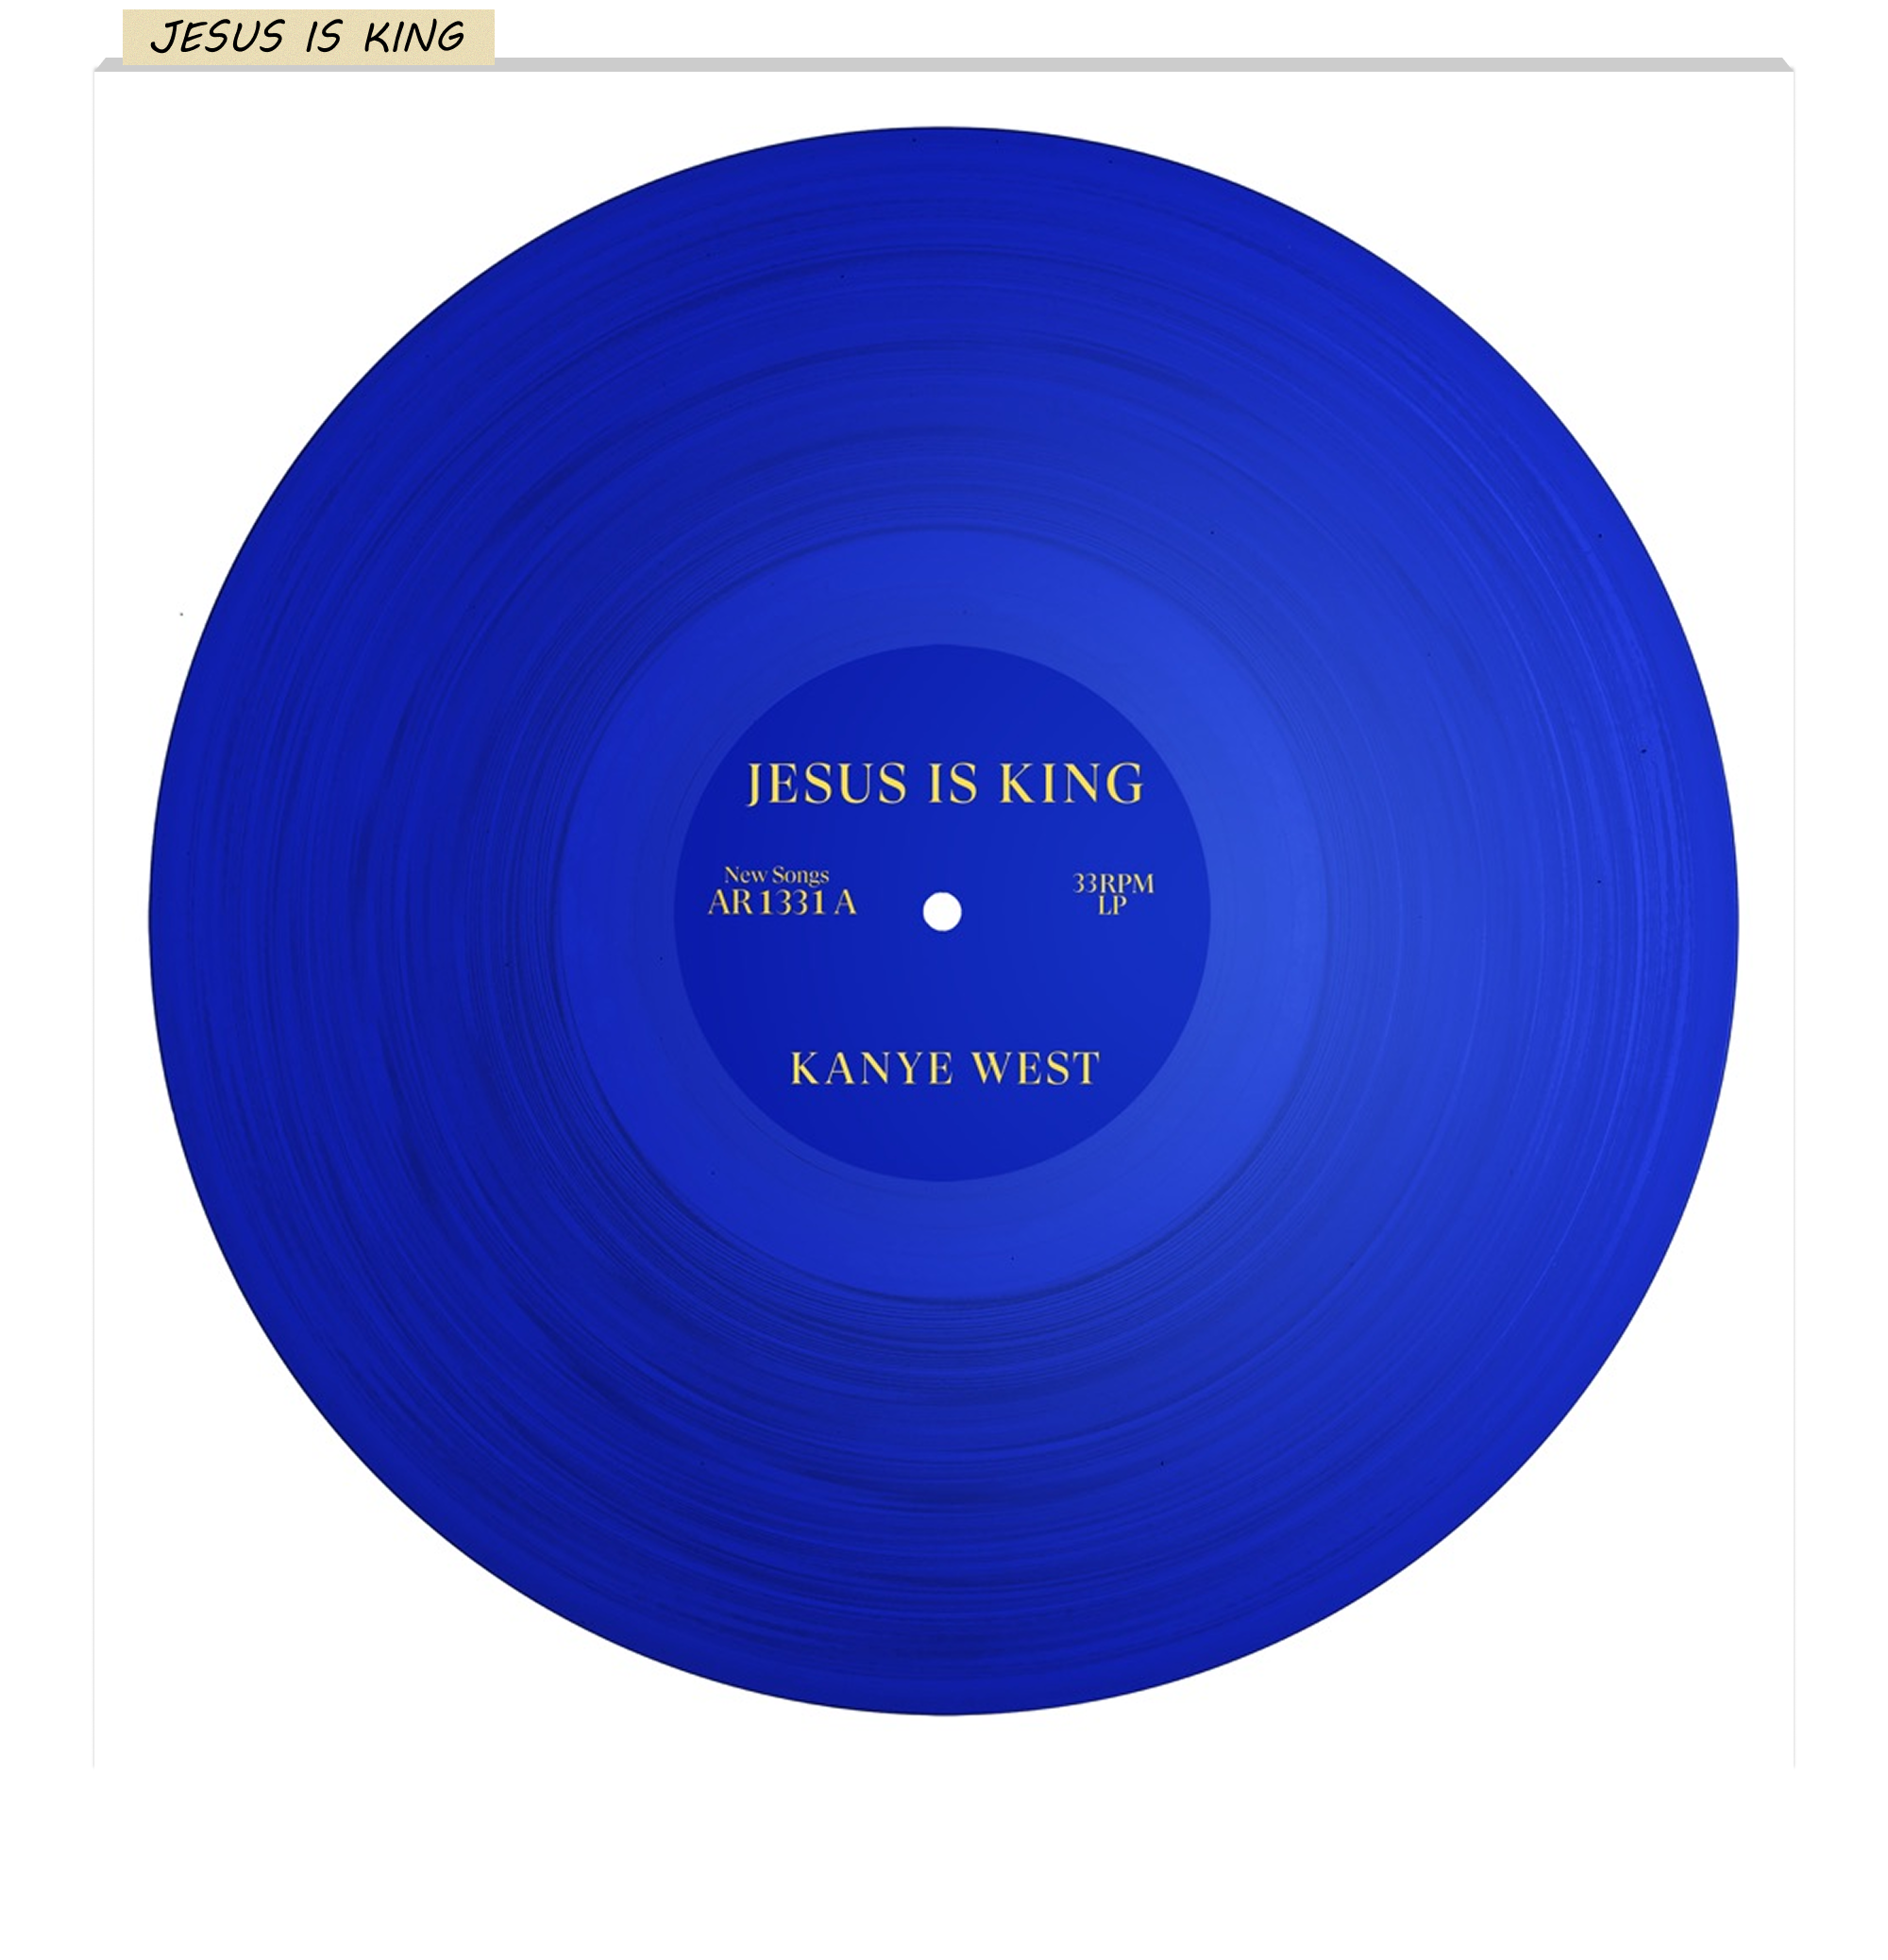 JESUS IS KING
JESUS IS KING
New Songs
AR 1331 A
33RPM
LP
KANYE WEST